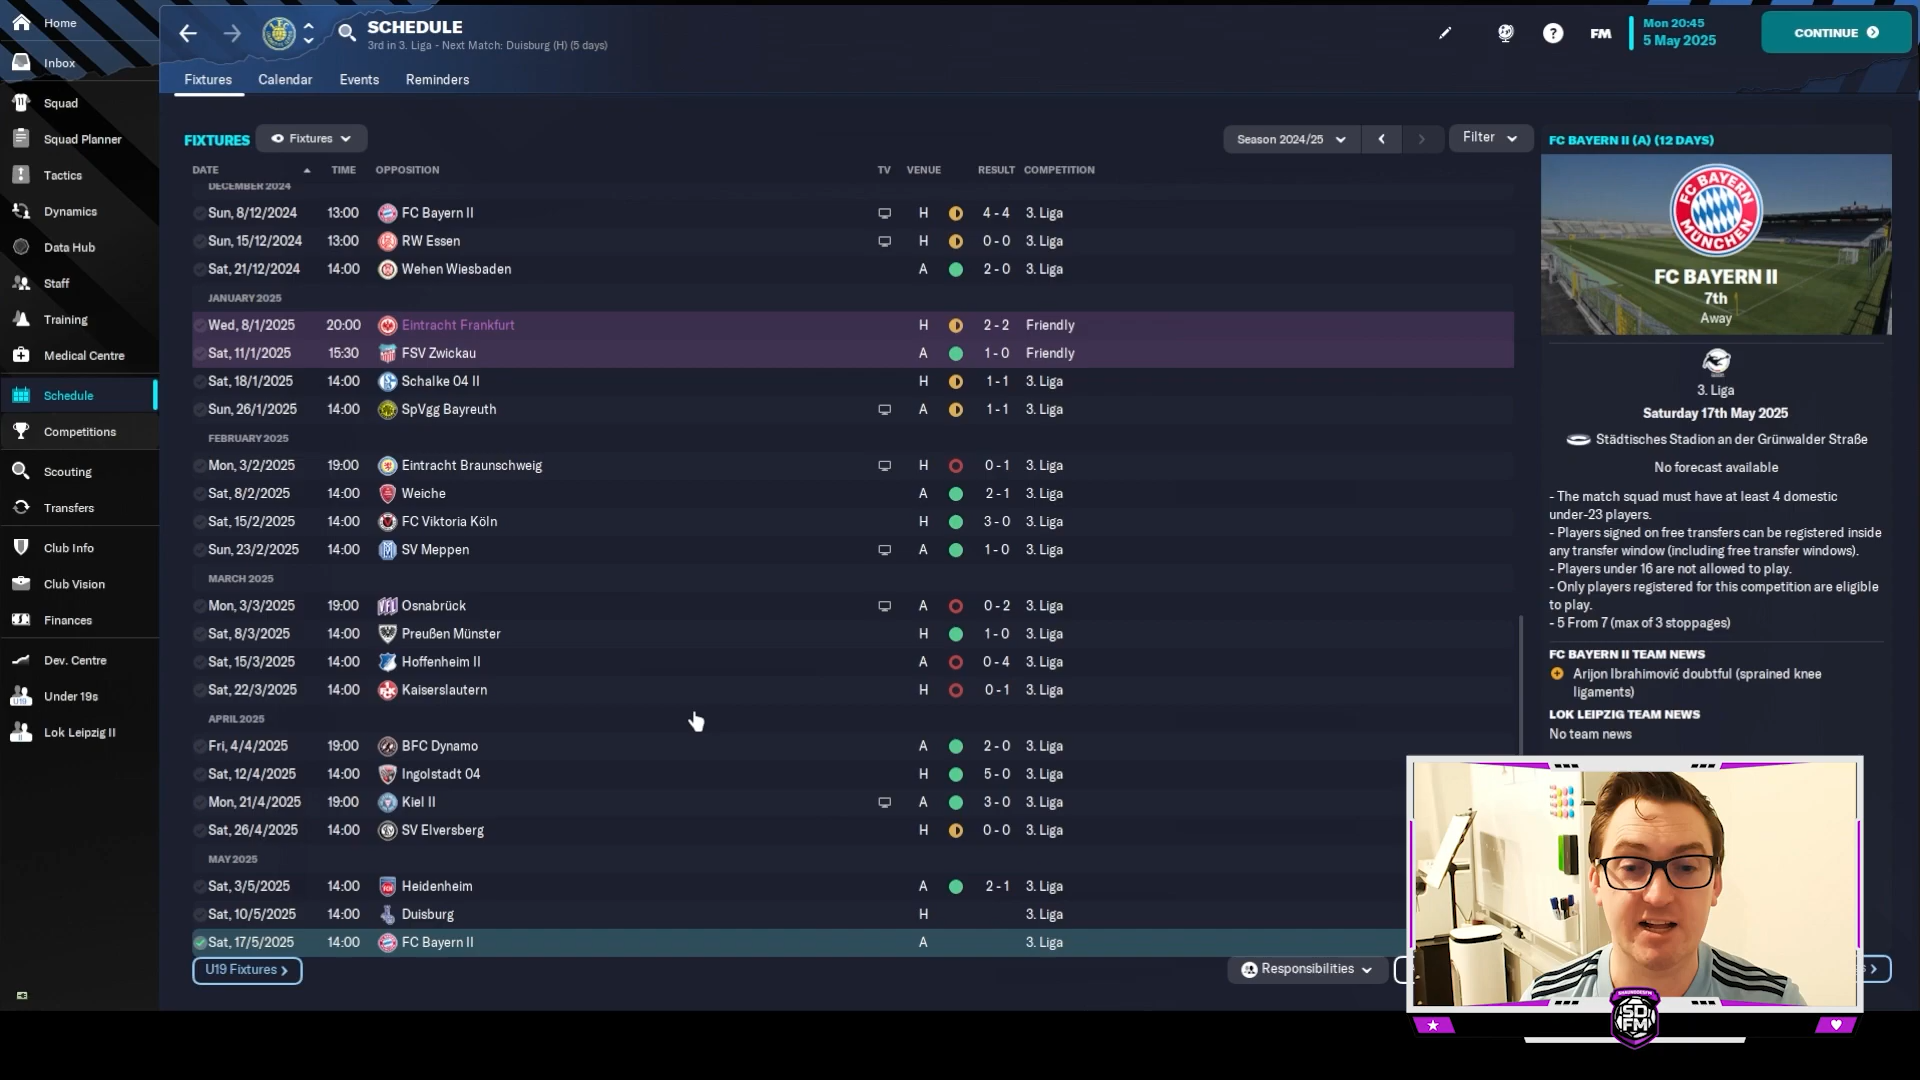 Home
Inbox
Squad
Squad Planner
Tactics
Dynamics
Data Hub
Staff
Training
Medical Centre
Schedule
Competitions
Scouting
Transfers
Club Info
Club Vision
Finances
Dev. Centre
Under 19s
Lok Leipzig II
SCHEDULE
3rd in 3. Liga - Next Match: Duisburg (H) (5 days)
FM
Mon 20:45
5 May 2025
CONTINUE
Fixtures Calendar Events Reminders
FIXTURES Fixtures Season 2024/25 Filter
DATE TIME OPPOSITION TV VENUE RESULT COMPETITION
DECEMBER 2024
Sun, 8/12/2024 13:00 FC Bayern II H 4 - 4 3. Liga
Sun, 15/12/2024 13:00 RW Essen H 0 - 0 3. Liga
Sat, 21/12/2024 14:00 Wehen Wiesbaden A 2 - 0 3. Liga
JANUARY 2025
Wed, 8/1/2025 20:00 Eintracht Frankfurt H 2 - 2 Friendly
Sat, 11/1/2025 15:30 FSV Zwickau A 1 - 0 Friendly
Sat, 18/1/2025 14:00 Schalke 04 II H 1 - 1 3. Liga
Sun, 26/1/2025 14:00 SpVgg Bayreuth A 1 - 1 3. Liga
FEBRUARY 2025
Mon, 3/2/2025 19:00 Eintracht Braunschweig H 0 - 1 3. Liga
Sat, 8/2/2025 14:00 Weiche A 2 - 1 3. Liga
Sat, 15/2/2025 14:00 FC Viktoria Köln H 3 - 0 3. Liga
Sun, 23/2/2025 14:00 SV Meppen A 1 - 0 3. Liga
MARCH 2025
Mon, 3/3/2025 19:00 Osnabrück A 0 - 2 3. Liga
Sat, 8/3/2025 14:00 Preußen Münster H 1 - 0 3. Liga
Sat, 15/3/2025 14:00 Hoffenheim II A 0 - 4 3. Liga
Sat, 22/3/2025 14:00 Kaiserslautern H 0 - 1 3. Liga
APRIL 2025
Fri, 4/4/2025 19:00 BFC Dynamo A 2 - 0 3. Liga
Sat, 12/4/2025 14:00 Ingolstadt 04 H 5 - 0 3. Liga
Mon, 21/4/2025 19:00 Kiel II A 3 - 0 3. Liga
Sat, 26/4/2025 14:00 SV Elversberg H 0 - 0 3. Liga
MAY 2025
Sat, 3/5/2025 14:00 Heidenheim A 2 - 1 3. Liga
Sat, 10/5/2025 14:00 Duisburg H 3. Liga
Sat, 17/5/2025 14:00 FC Bayern II A 3. Liga
U19 Fixtures
Responsibilities
FC BAYERN II (A) (12 DAYS)
FC BAYERN
MÜNCHEN
FC BAYERN II
7th
Away
3. Liga
Saturday 17th May 2025
Städtisches Stadion an der Grünwalder Straße
No forecast available
- The match squad must have at least 4 domestic
under-23 players.
- Players signed on free transfers can be registered inside
any transfer window (including free transfer windows).
- Players under 16 are not allowed to play.
- Only players registered for this competition are eligible
to play.
- 5 From 7 (max of 3 stoppages)
FC BAYERN II TEAM NEWS
Arijon Ibrahimović doubtful (sprained knee
ligaments)
LOK LEIPZIG TEAM NEWS
No team news
SD
FM